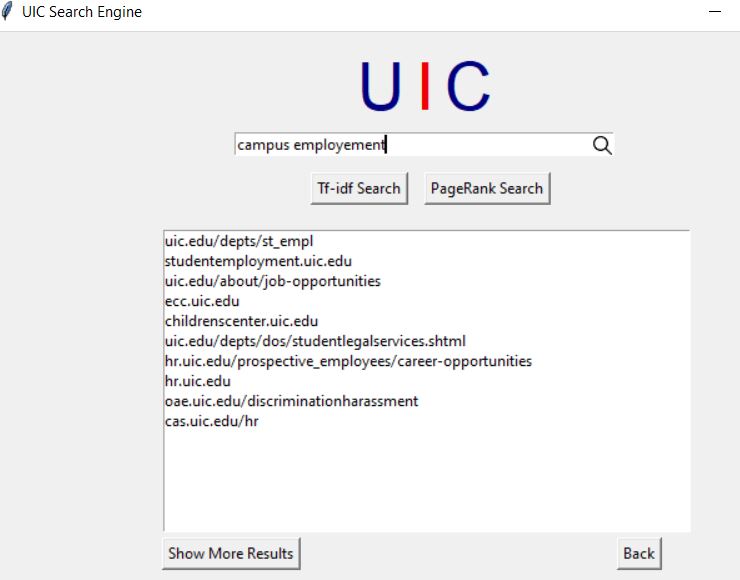 UIC Search Engine
U I C
campus employement
Tf-idf Search PageRank Search
uic.edu/depts/st_empl
studentemployment.uic.edu
uic.edu/about/job-opportunities
ecc.uic.edu
childrenscenter.uic.edu
uic.edu/depts/dos/studentlegalservices.shtml
hr.uic.edu/prospective_employees/career-opportunities
hr.uic.edu
oae.uic.edu/discriminationharassment
cas.uic.edu/hr
Show More Results Back